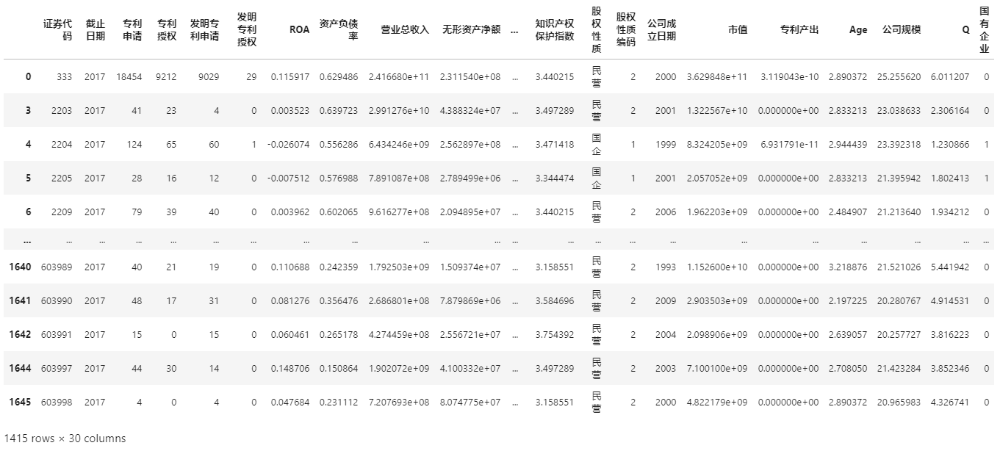 证券代码 截止日期 专利申请 专利授权 发明专利申请 发明专利授权 ROA 资产负债率 营业总收入 无形资产净额 ... 知识产权保护指数 股权性质 股权性质编码 公司成立日期 市值 专利产出 Age 公司规模 Q 国有企业
0 333 2017 18454 9212 9029 29 0.115917 0.629486 2.416680e+11 2.311540e+08 ... 3.440215 民营 2 2000 3.629848e+11 3.119043e-10 2.890372 25.255620 6.011207 0
3 2203 2017 41 23 4 0 0.003523 0.639723 2.991276e+10 4.388324e+07 ... 3.497289 民营 2 2001 1.322567e+10 0.000000e+00 2.833213 23.038633 2.306164 0
4 2204 2017 124 65 60 1 -0.026074 0.556286 6.434246e+09 2.562897e+08 ... 3.471418 国企 1 1999 8.324205e+09 6.931791e-11 2.944439 23.392318 1.230866 1
5 2205 2017 28 16 12 0 -0.007512 0.576988 7.891087e+08 2.789499e+06 ... 3.344474 国企 1 2001 2.057052e+09 0.000000e+00 2.833213 21.395942 1.802413 1
6 2209 2017 79 39 40 0 0.003962 0.602065 9.616277e+08 2.094895e+07 ... 3.440215 民营 2 2006 1.962203e+09 0.000000e+00 2.484907 21.213640 1.934212 0
... ... ... ... ... ... ... ... ... ... ... ... ... ... ... ... ... ... ... ... ... ...
1640 603989 2017 40 21 19 0 0.110688 0.242359 1.792503e+09 1.509374e+07 ... 3.158551 民营 2 1993 1.152600e+10 0.000000e+00 3.218876 21.521026 5.441942 0
1641 603990 2017 48 17 31 0 0.081276 0.356476 2.686801e+08 7.879869e+06 ... 3.584696 民营 2 2009 2.903503e+09 0.000000e+00 2.197225 20.280767 4.914531 0
1642 603991 2017 15 0 15 0 0.060461 0.265178 4.274459e+08 2.556721e+07 ... 3.754392 民营 2 2004 2.098906e+09 0.000000e+00 2.639057 20.257727 3.816223 0
1644 603997 2017 44 30 14 0 0.148706 0.150864 1.902072e+09 4.100332e+07 ... 3.497289 民营 2 2003 7.100100e+09 0.000000e+00 2.708050 21.423284 3.852346 0
1645 603998 2017 4 0 4 0 0.047684 0.231112 7.207693e+08 8.074775e+07 ... 3.158551 民营 2 2000 4.822179e+09 0.000000e+00 2.890372 20.965983 4.326741 0
1415 rows × 30 columns